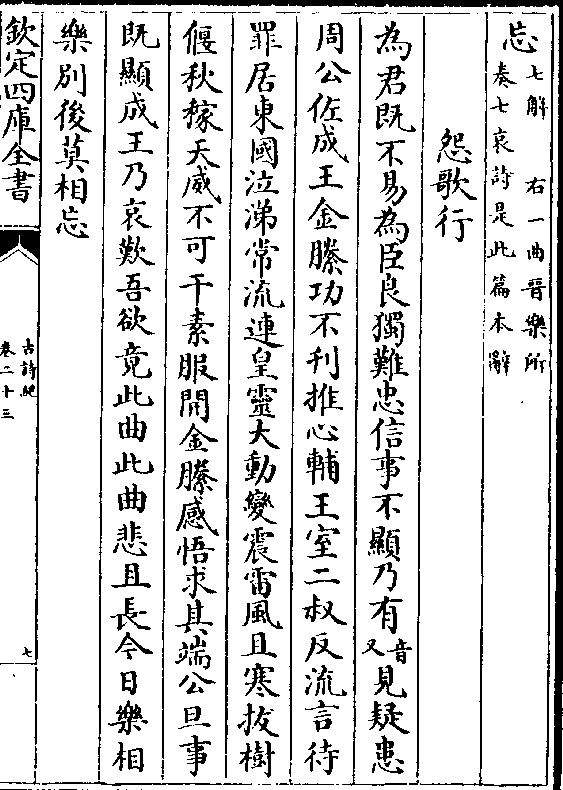 忘七解　右一曲晉樂所
奏七哀詩是此篇本辭
怨歌行
為君既不易為臣良獨難忠信事不顯乃有音又見疑患
周公佐成王金縢功不刋推心輔王室二叔反流言待
罪居東國泣涕常流連皇靈大動變震雷風且寒拔樹
偃秋稼天威不可干素服開金縢感悟求其端公旦事
既顯成王乃哀歎吾欲竟此曲此曲悲且長今日樂相
樂別後莫相忘
欽定四庫全書
古詩紀
卷二十三
七